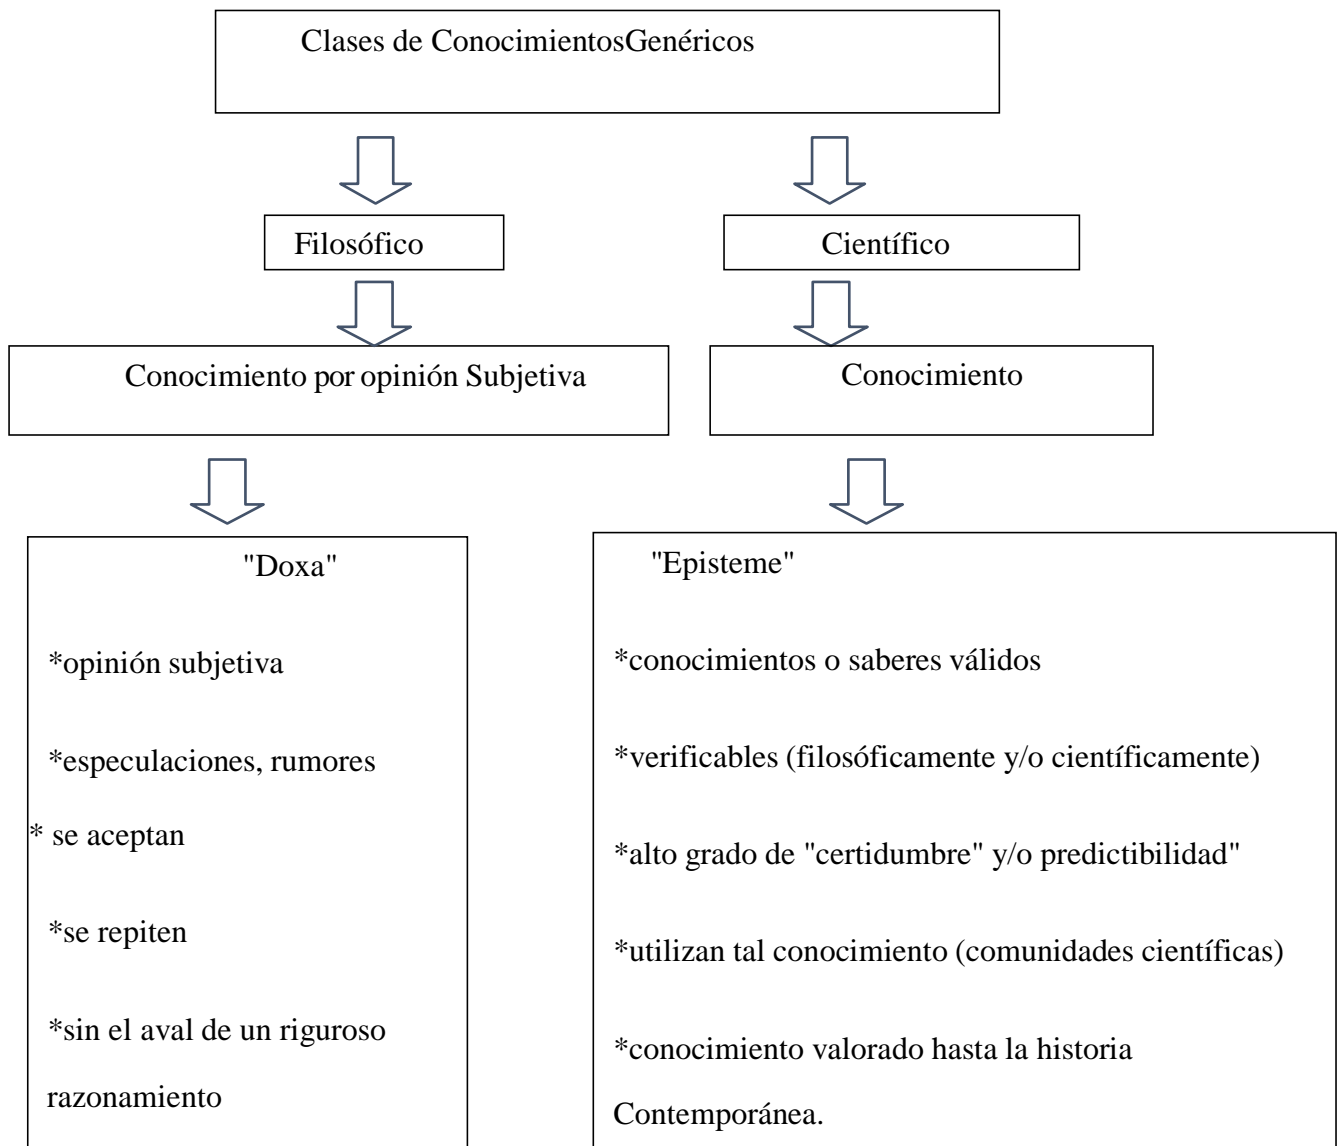 Clases de ConocimientosGenéricos
Filosófico
Científico
Conocimiento por opinión Subjetiva
Conocimiento
"Doxa"
*opinión subjetiva
*especulaciones, rumores
* se aceptan
*se repiten
*sin el aval de un riguroso
razonamiento
"Episteme"
*conocimientos o saberes válidos
*verificables (filosóficamente y/o científicamente)
*alto grado de "certidumbre" y/o predictibilidad"
*utilizan tal conocimiento (comunidades científicas)
*conocimiento valorado hasta la historia
Contemporánea.